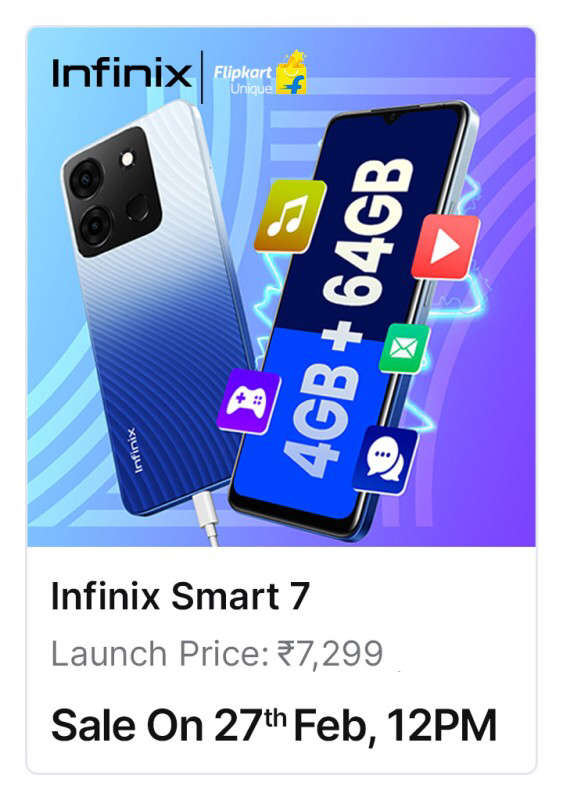 Infinix
Flipkart
Unique
4GB + 64GB
Infinix
Infinix Smart 7
Launch Price: ₹7,299
Sale On 27th Feb, 12PM